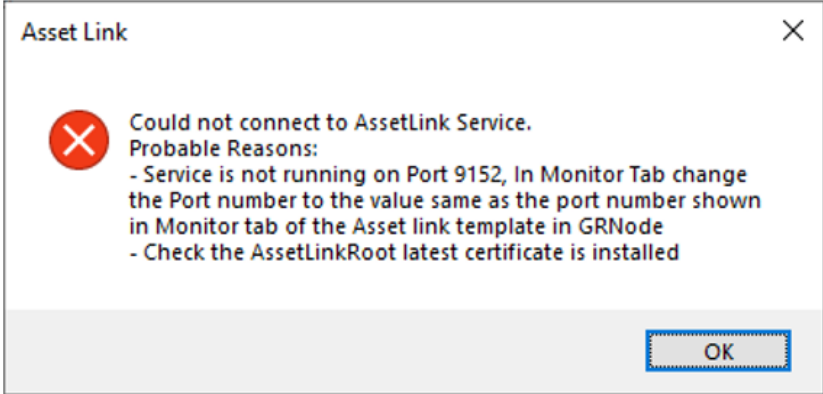 Asset Link
Could not connect to AssetLink Service.
Probable Reasons:
- Service is not running on Port 9152, In Monitor Tab change
the Port number to the value same as the port number shown
in Monitor tab of the Asset link template in GRNode
- Check the AssetLinkRoot latest certificate is installed
OK